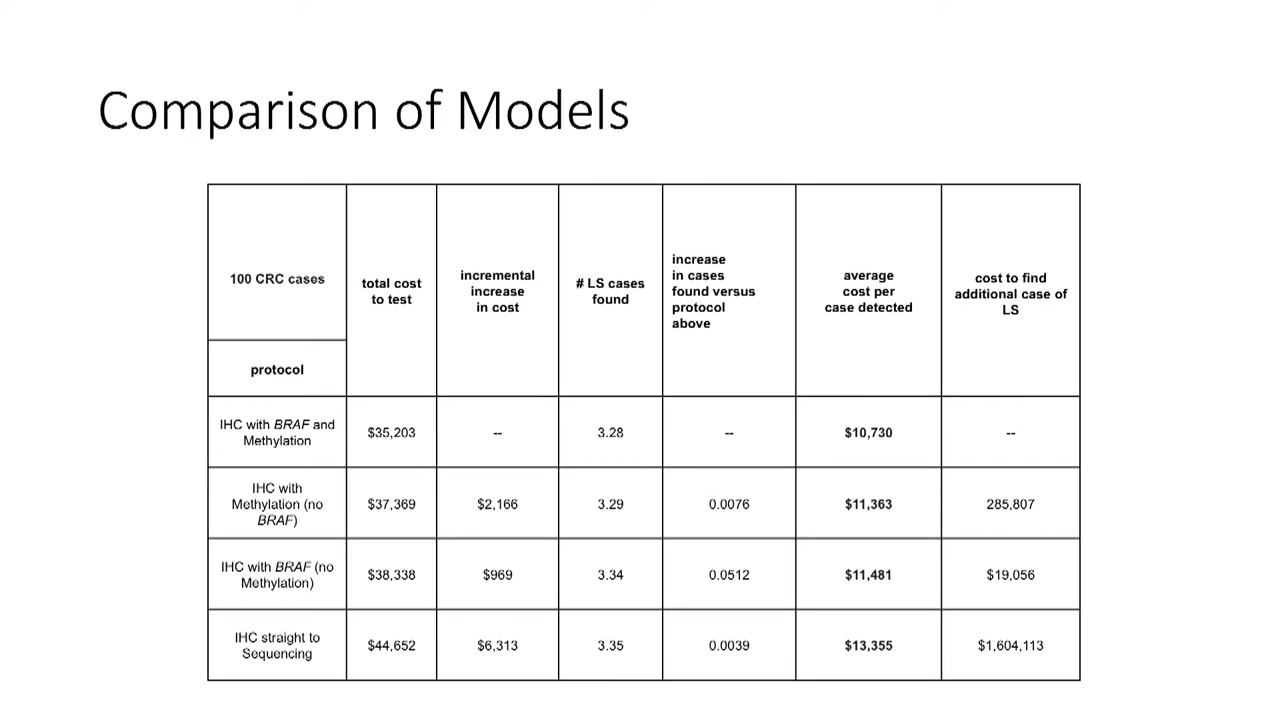 Comparison of Models
100 CRC cases
protocol
total cost
to test
incremental
increase
in cost
# LS cases
found
increase
in cases
found versus
protocol
above
average
cost per
case detected
cost to find
additional case of
LS
IHC with BRAF and
Methylation
$35,203
--
3.28
--
$10,730
--
IHC with
Methylation (no
BRAF)
$37,369
$2,166
3.29
0.0076
$11,363
285,807
IHC with BRAF (no
Methylation)
$38,338
$969
3.34
0.0512
$11,481
$19,056
IHC straight to
Sequencing
$44,652
$6,313
3.35
0.0039
$13,355
$1,604,113